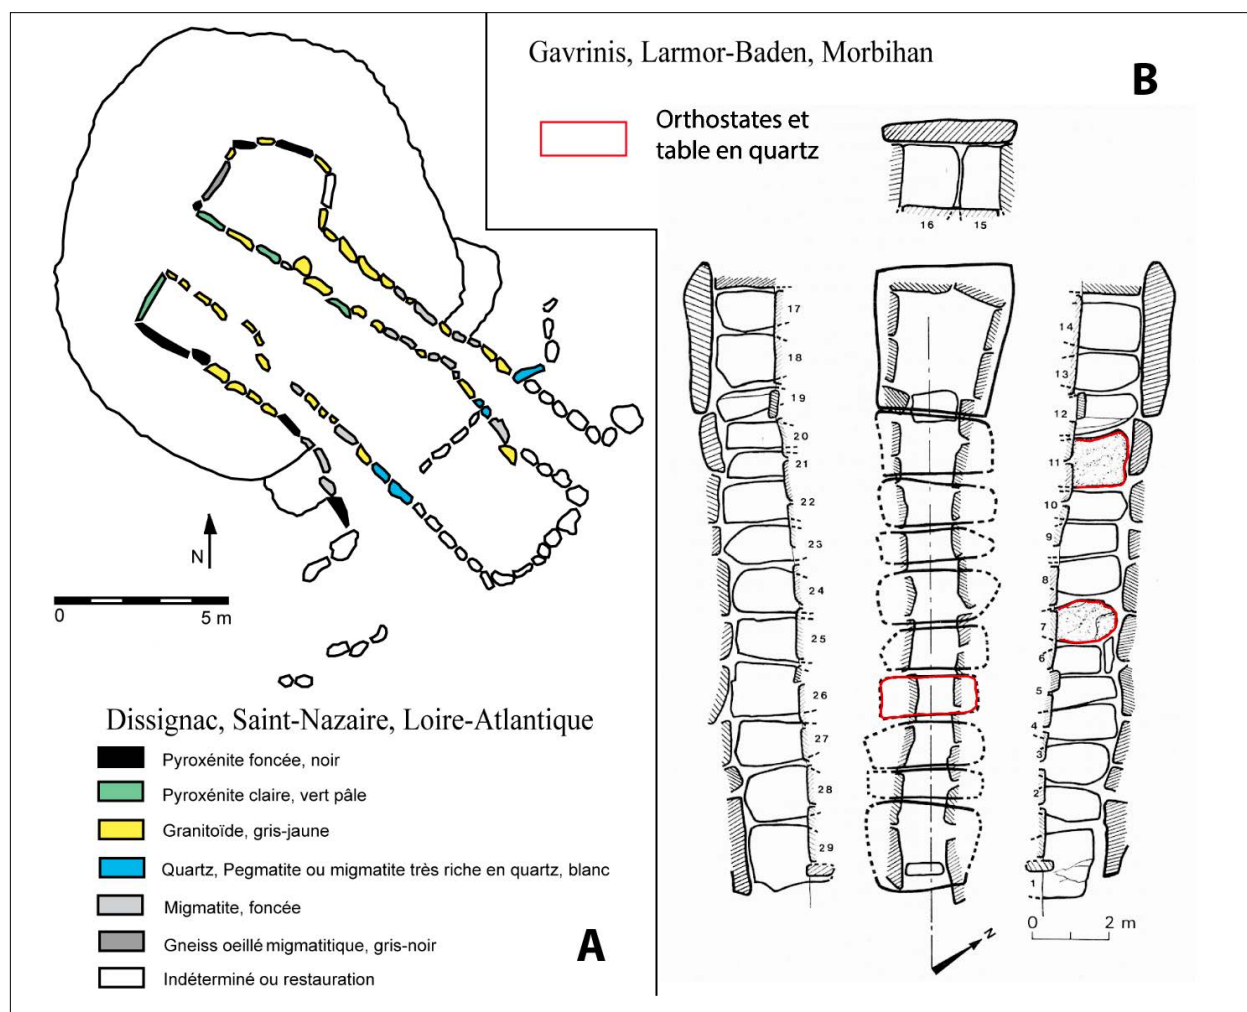 Gavrinis, Larmor-Baden, Morbihan
B
Orthostates et
table en quartz
16 15
17
18
19
20
21
22
23
24
25
26
27
28
29
14
13
12
11
10
9
8
7
6
5
4
3
2
1
0 2 m
N
N
0 5 m
Dissignac, Saint-Nazaire, Loire-Atlantique
Pyroxénite foncée, noir
Pyroxénite claire, vert pâle
Granitoïde, gris-jaune
Quartz, Pegmatite ou migmatite très riche en quartz, blanc
Migmatite, foncée
Gneiss oeillé migmatitique, gris-noir
Indéterminé ou restauration
A